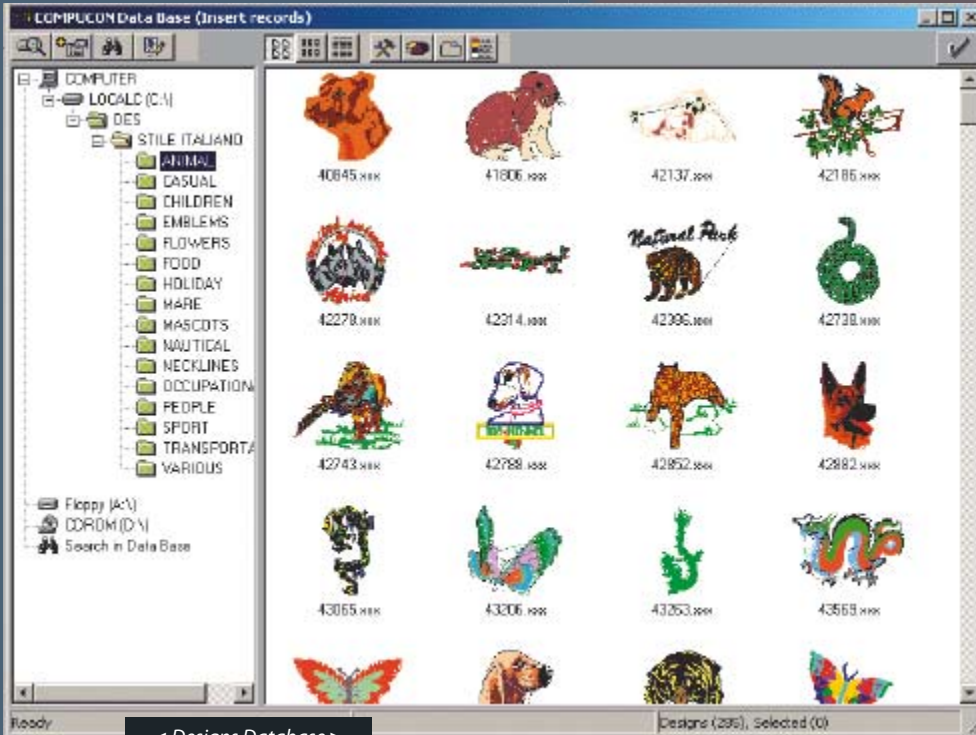 COMPUCON Data Base (Insert records)
COMPUTER
LOCALC (C:\)
DES
STILE ITALIANO
ANIMAL
CASUAL
CHILDREN
EMBLEMS
FLOWERS
FOOD
HOLIDAY
MARE
MASCOTS
NAUTICAL
NECKLINES
OCCUPATION
PEOPLE
SPORT
TRANSPORTA
VARIOUS
Floppy (A:\)
CDROM (D:\)
Search in Data Base
40845.xxx
41806.xxx
42137.xxx
42186.xxx
Africa
42278.xxx
42314.xxx
Natural Park
42396.xxx
42738.xxx
42743.xxx
42788.xxx
42852.xxx
42882.xxx
43065.xxx
43206.xxx
43263.xxx
43569.xxx
Ready
Designs (285), Selected (0)
< Designs Database >